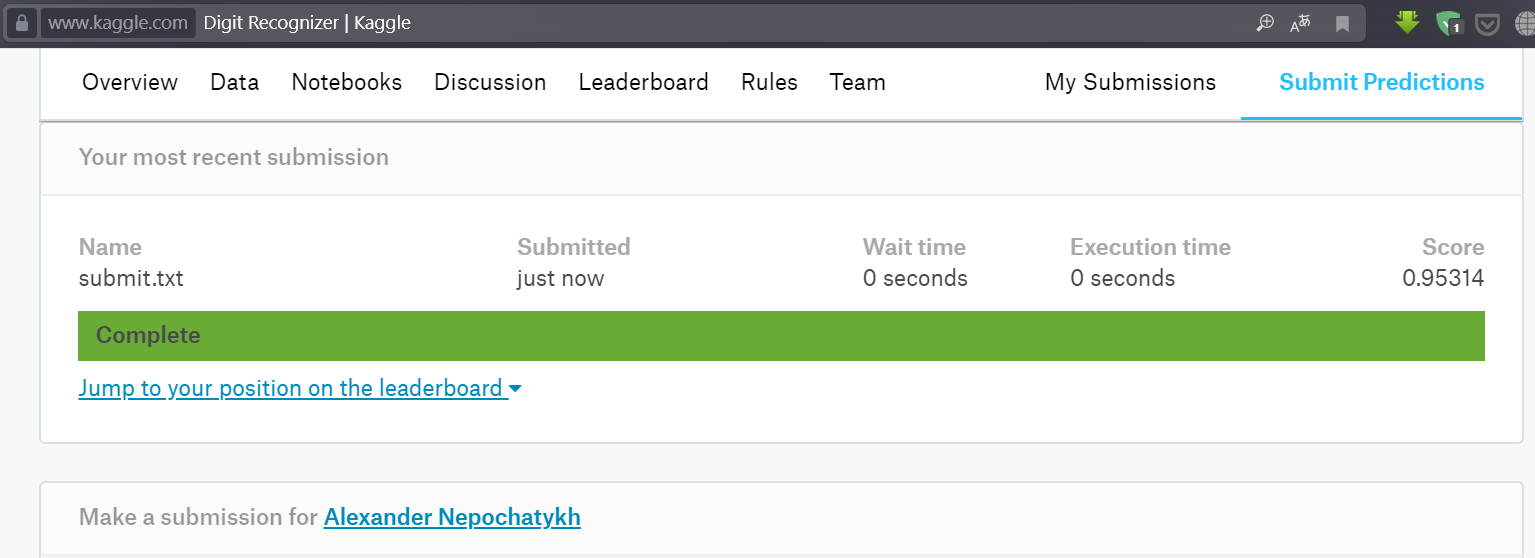 www.kaggle.com Digit Recognizer | Kaggle
1
Overview Data Notebooks Discussion Leaderboard Rules Team My Submissions Submit Predictions
Your most recent submission
Name Submitted Wait time Execution time Score
submit.txt just now 0 seconds 0 seconds 0.95314
Complete
Jump to your position on the leaderboard
Make a submission for Alexander Nepochatykh